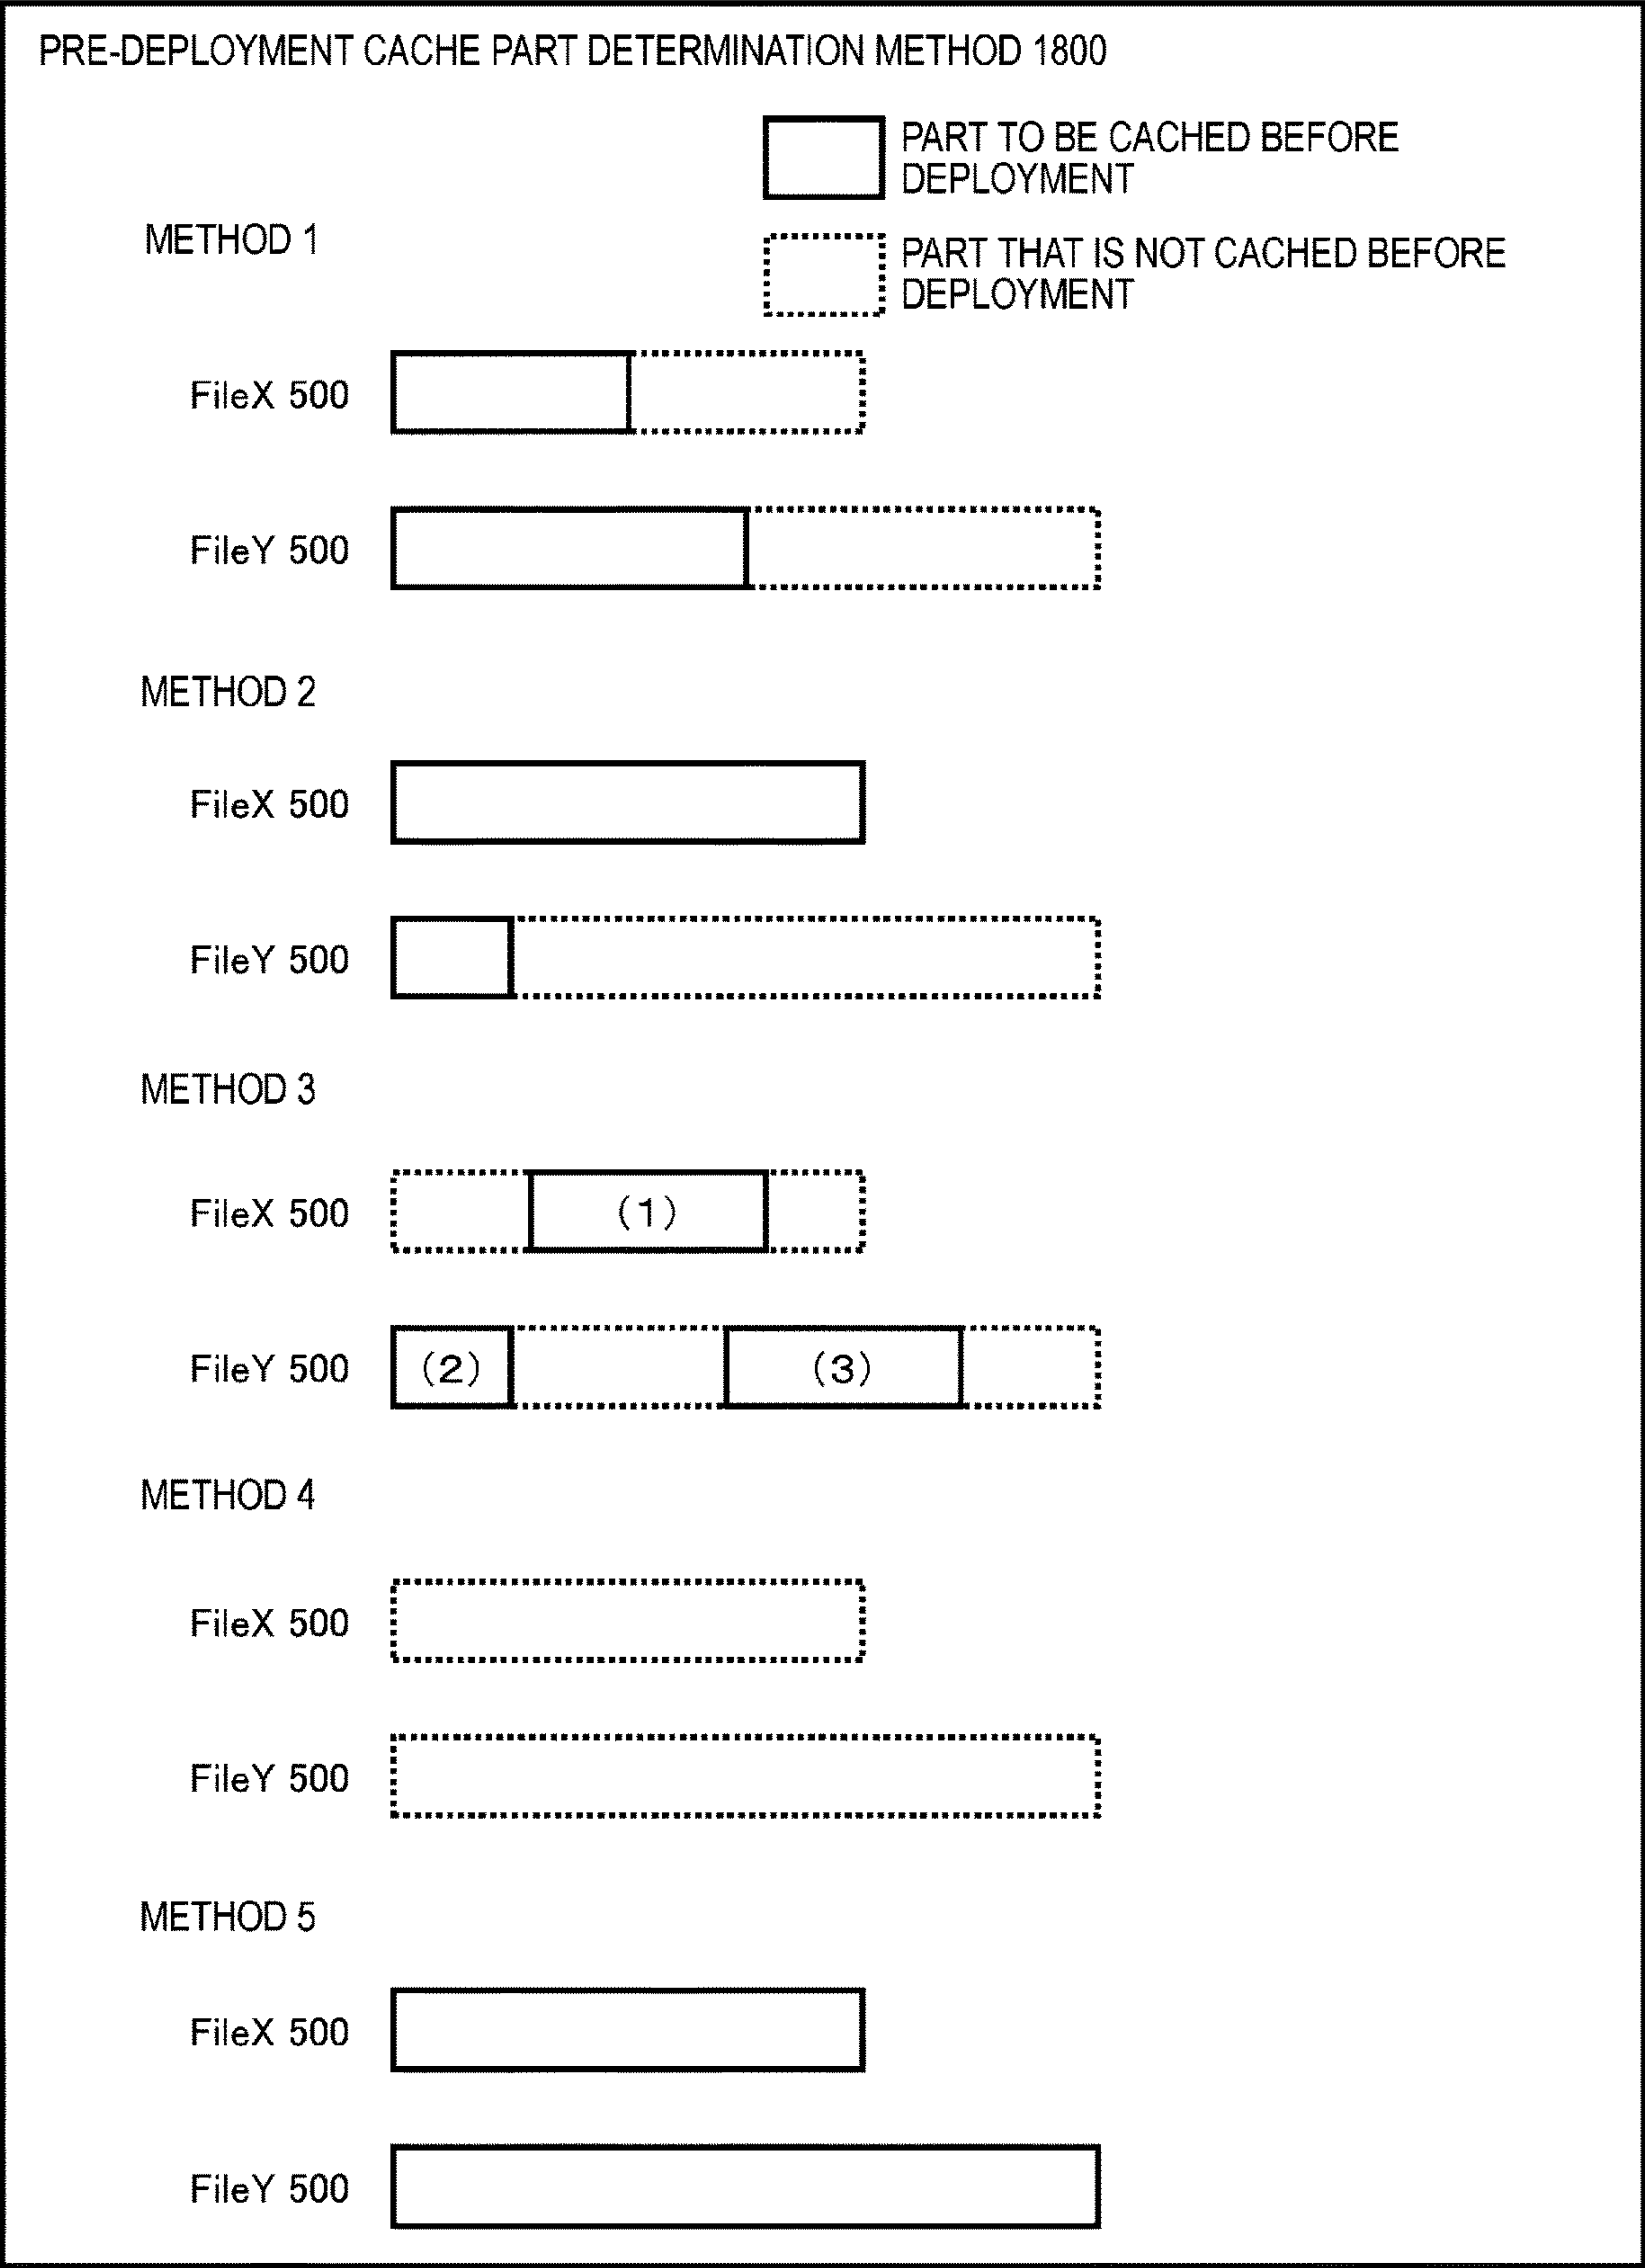 PRE-DEPLOYMENT CACHE PART DETERMINATION METHOD 1800
PART TO BE CACHED BEFORE
DEPLOYMENT
METHOD 1
PART THAT IS NOT CACHED BEFORE
DEPLOYMENT
FileX 500
FileY 500
METHOD 2
FileX 500
FileY 500
METHOD 3
FileX 500
(1)
FileY 500
(2)
(3)
METHOD 4
FileX 500
FileY 500
METHOD 5
FileX 500
FileY 500